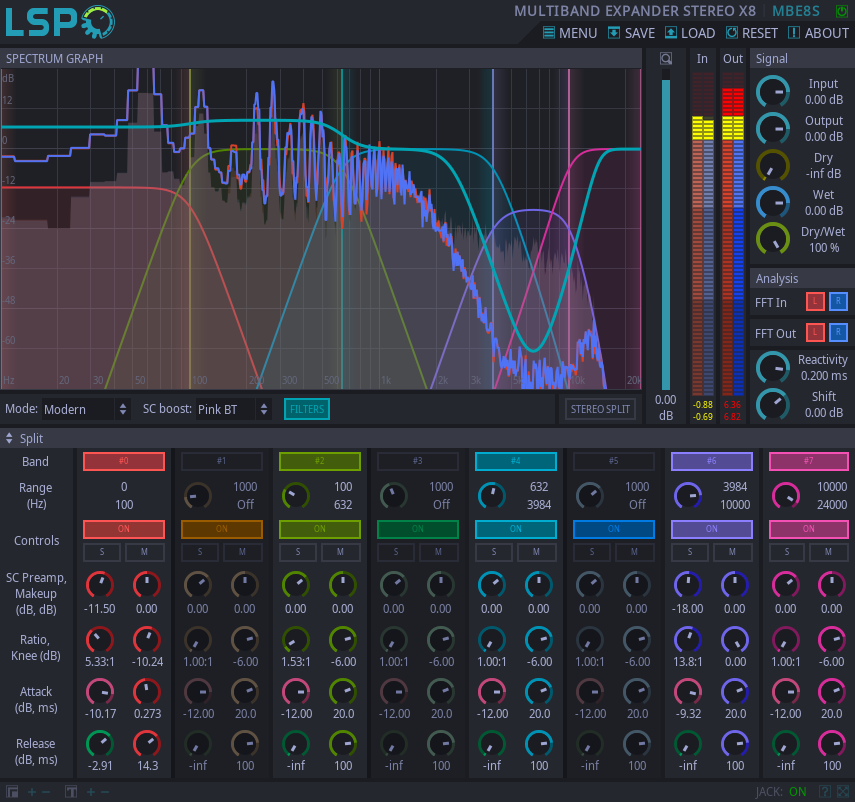 LSP
MULTIBAND EXPANDER STEREO X8 MBE8S
MENU SAVE LOAD RESET ABOUT
SPECTRUM GRAPH
In Out
Signal
dB
12
0
-12
-24
-36
-48
-60
Hz 20 30 50 100 200 300 500 1k 2k 3k 5k 10k 20k
0.00
dB
-0.88 6.36
-0.69 6.82
Input
0.00 dB
Output
0.00 dB
Dry
-inf dB
Wet
0.00 dB
Dry/Wet
100 %
Analysis
FFT In L R
FFT Out L R
Reactivity
0.200 ms
Shift
0.00 dB
Mode: Modern SC boost: Pink BT FILTERS STEREO SPLIT
Split
Band #0 #1 #2 #3 #4 #5 #6 #7
Range 0 1000 100 1000 632 1000 3984 10000
(Hz) 100 Off 632 Off 3984 Off 10000 24000
Controls
ON ON ON ON ON ON ON ON
S M S M S M S M S M S M S M S M
SC Preamp,
Makeup
(dB, dB)
-11.50 0.00 0.00 0.00 0.00 0.00 0.00 0.00 0.00 0.00 0.00 0.00 -18.00 0.00 0.00 0.00
Ratio,
Knee (dB)
5.33:1 -10.24 1.00:1 -6.00 1.53:1 -6.00 1.00:1 -6.00 1.00:1 -6.00 1.00:1 -6.00 13.8:1 0.00 1.00:1 -6.00
Attack
(dB, ms)
-10.17 0.273 -12.00 20.0 -12.00 20.0 -12.00 20.0 -12.00 20.0 -12.00 20.0 -9.32 20.0 -12.00 20.0
Release
(dB, ms)
-2.91 14.3 -inf 100 -inf 100 -inf 100 -inf 100 -inf 100 -inf 100 -inf 100
JACK: ON